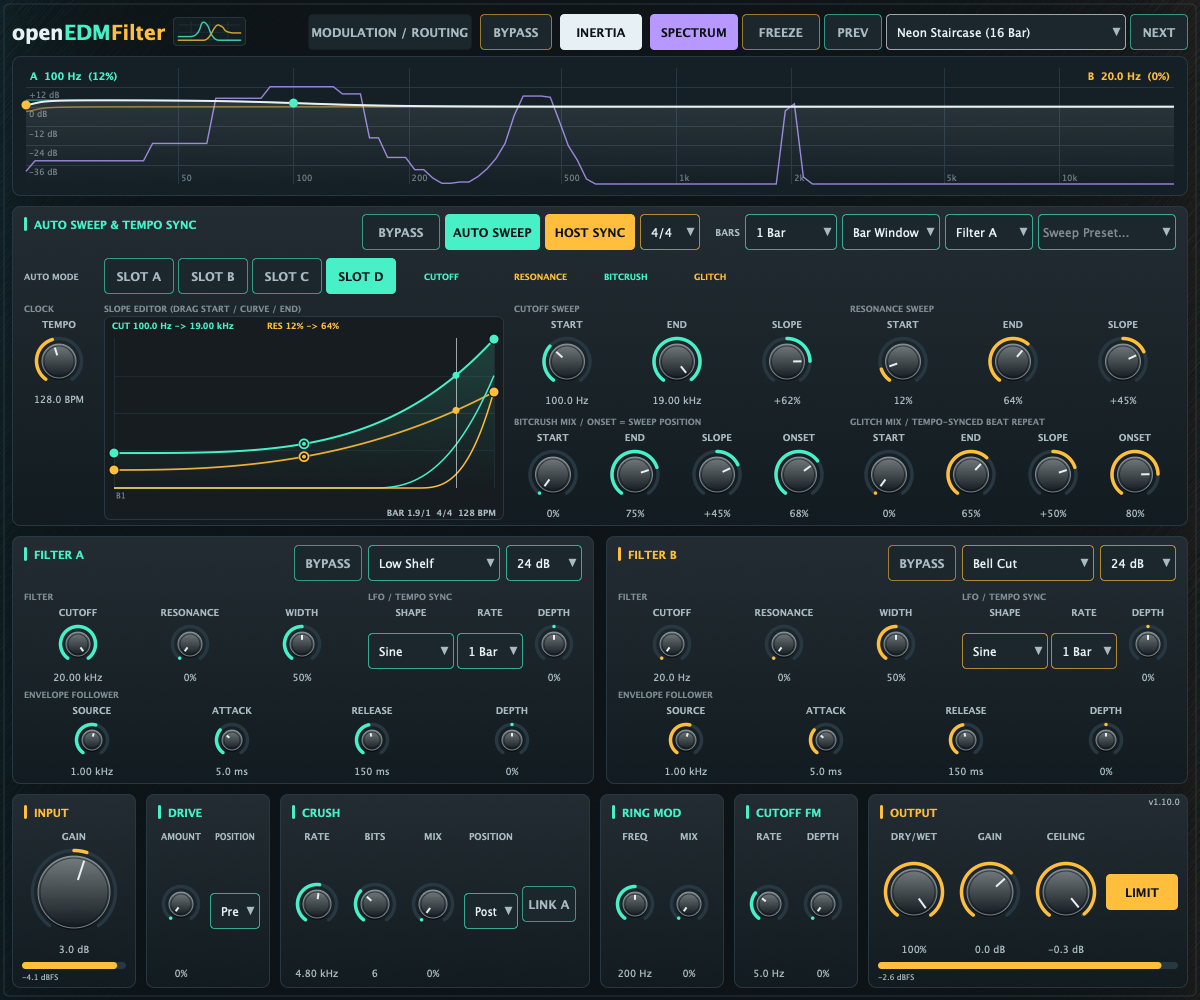 openEDMFilter MODULATION / ROUTING BYPASS INERTIA SPECTRUM FREEZE PREV Neon Staircase (16 Bar) NEXT
A 100 Hz (12%) B 20.0 Hz (0%)
+12 dB
0 dB
-12 dB
-24 dB
-36 dB
50 100 200 500 1k 2k 5k 10k
AUTO SWEEP & TEMPO SYNC BYPASS AUTO SWEEP HOST SYNC 4/4 BARS 1 Bar Bar Window Filter A Sweep Preset...
AUTO MODE SLOT A SLOT B SLOT C SLOT D CUTOFF RESONANCE BITCRUSH GLITCH
CLOCK SLOPE EDITOR (DRAG START / CURVE / END) CUTOFF SWEEP RESONANCE SWEEP
TEMPO CUT 100.0 Hz -> 19.00 kHz RES 12% -> 64% START END SLOPE START END SLOPE
128.0 BPM 100.0 Hz 19.00 kHz +62% 12% 64% +45%
BITCRUSH MIX / ONSET = SWEEP POSITION GLITCH MIX / TEMPO-SYNCED BEAT REPEAT
START END SLOPE ONSET START END SLOPE ONSET
B1
BAR 1.9/1 4/4 128 BPM 0% 75% +45% 68% 0% 65% +50% 80%
FILTER A BYPASS Low Shelf 24 dB
FILTER LFO / TEMPO SYNC
CUTOFF RESONANCE WIDTH SHAPE RATE DEPTH
Sine 1 Bar
20.00 kHz 0% 50% 0%
ENVELOPE FOLLOWER
SOURCE ATTACK RELEASE DEPTH
1.00 kHz 5.0 ms 150 ms 0%
FILTER B BYPASS Bell Cut 24 dB
FILTER LFO / TEMPO SYNC
CUTOFF RESONANCE WIDTH SHAPE RATE DEPTH
Sine 1 Bar
20.0 Hz 0% 50% 0%
ENVELOPE FOLLOWER
SOURCE ATTACK RELEASE DEPTH
1.00 kHz 5.0 ms 150 ms 0%
INPUT
GAIN
3.0 dB
-4.1 dBFS
DRIVE
AMOUNT POSITION
Pre
0%
CRUSH
RATE BITS MIX POSITION
Post LINK A
4.80 kHz 6 0%
RING MOD
FREQ MIX
200 Hz 0%
CUTOFF FM
RATE DEPTH
5.0 Hz 0%
v1.10.0
OUTPUT
DRY/WET GAIN CEILING
LIMIT
100% 0.0 dB -0.3 dB
-2.6 dBFS